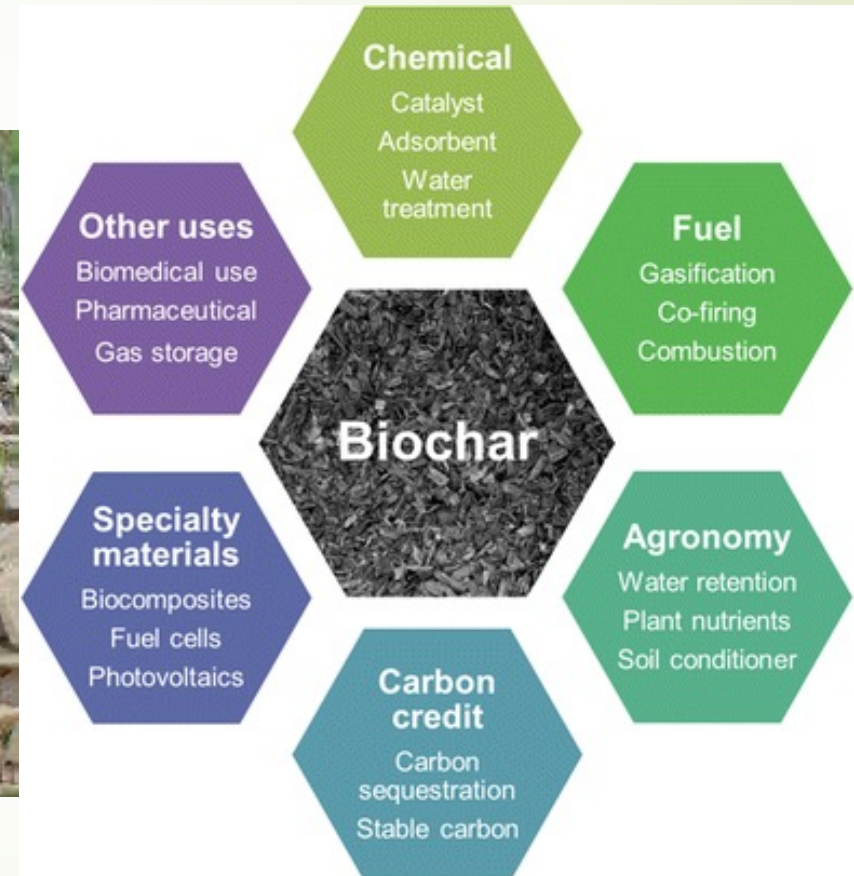 Chemical
Catalyst
Adsorbent
Water
treatment
Other uses
Biomedical use
Pharmaceutical
Gas storage
Fuel
Gasification
Co-firing
Combustion
Biochar
Specialty
materials
Biocomposites
Fuel cells
Photovoltaics
Agronomy
Water retention
Plant nutrients
Soil conditioner
Carbon
credit
Carbon
sequestration
Stable carbon